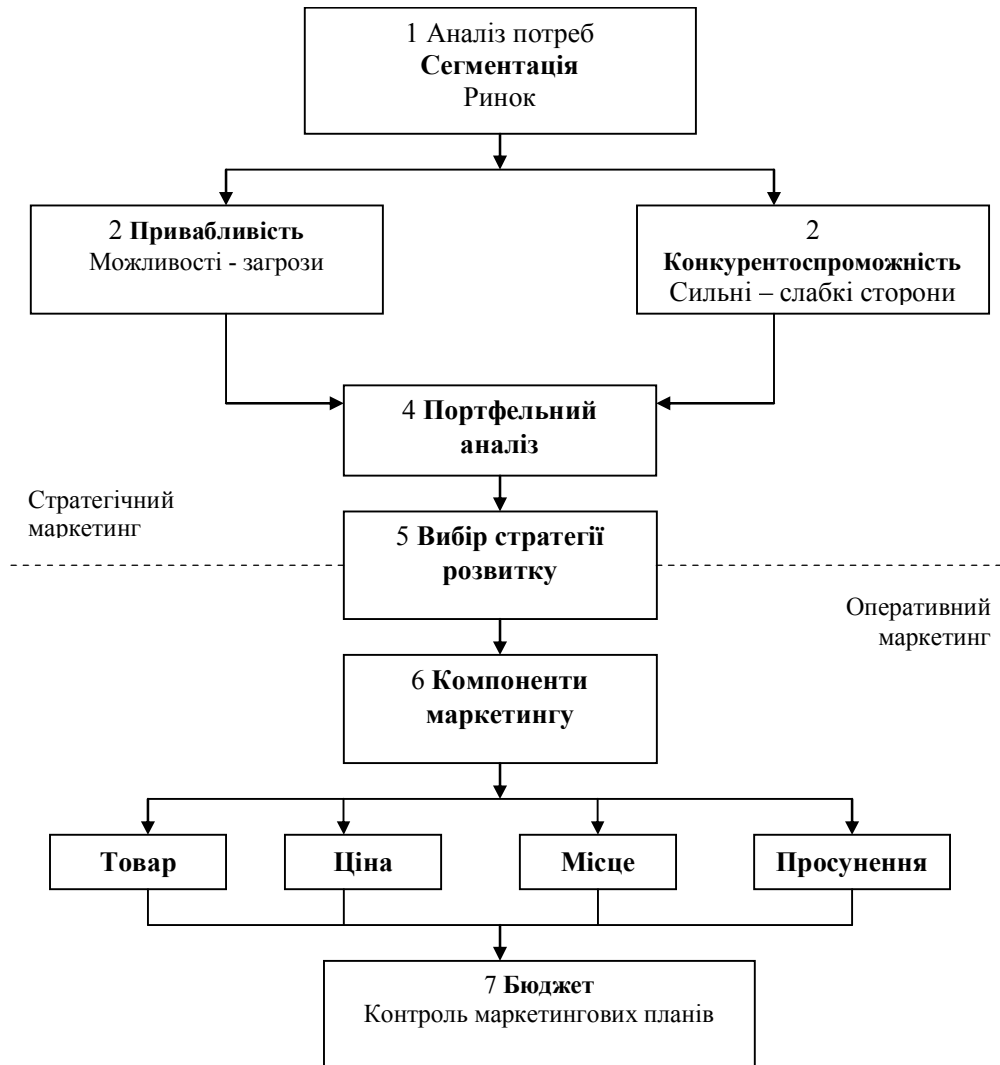 1 Аналіз потреб
Сегментація
Ринок
2 Привабливість
Можливості - загрози
2
Конкурентоспроможність
Сильні – слабкі сторони
4 Портфельний
аналіз
Стратегічний
маркетинг
5 Вибір стратегії
розвитку
Оперативний
маркетинг
6 Компоненти
маркетингу
Товар
Ціна
Місце
Просунення
7 Бюджет
Контроль маркетингових планів